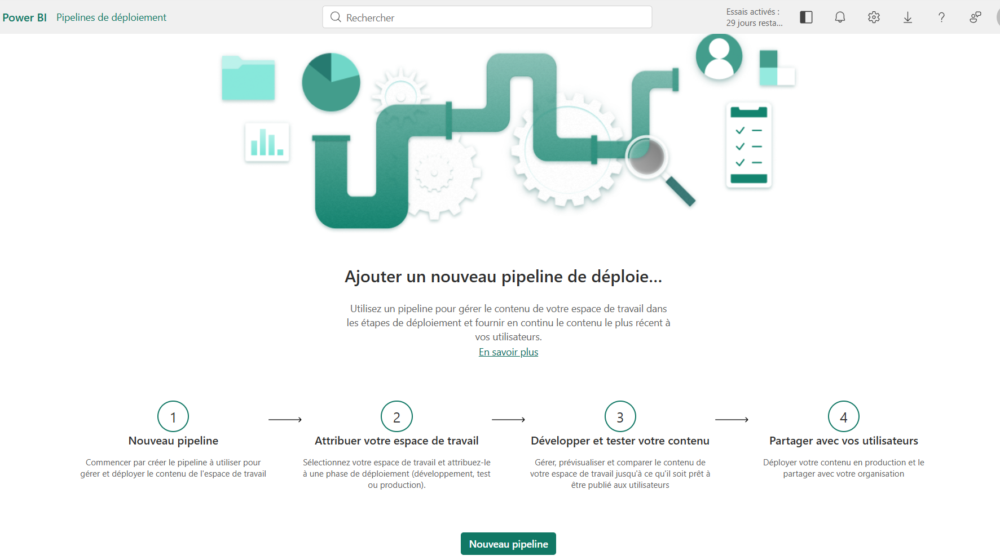 Power BI Pipelines de déploiement
Rechercher
Essais activés :
29 jours resta...
Ajouter un nouveau pipeline de déploie...
Utilisez un pipeline pour gérer le contenu de votre espace de travail dans
les étapes de déploiement et fournir en continu le contenu le plus récent à
vos utilisateurs.
En savoir plus
1
Nouveau pipeline
Commencer par créer le pipeline à utiliser pour
gérer et déployer le contenu de l'espace de travail
2
Attribuer votre espace de travail
Sélectionnez votre espace de travail et attribuez-le
à une phase de déploiement (développement, test
ou production).
3
Développer et tester votre contenu
Gérer, prévisualiser et comparer le contenu de
votre espace de travail jusqu'à ce qu'il soit prêt à
être publié aux utilisateurs
4
Partager avec vos utilisateurs
Déployer votre contenu en production et le
partager avec votre organisation
Nouveau pipeline